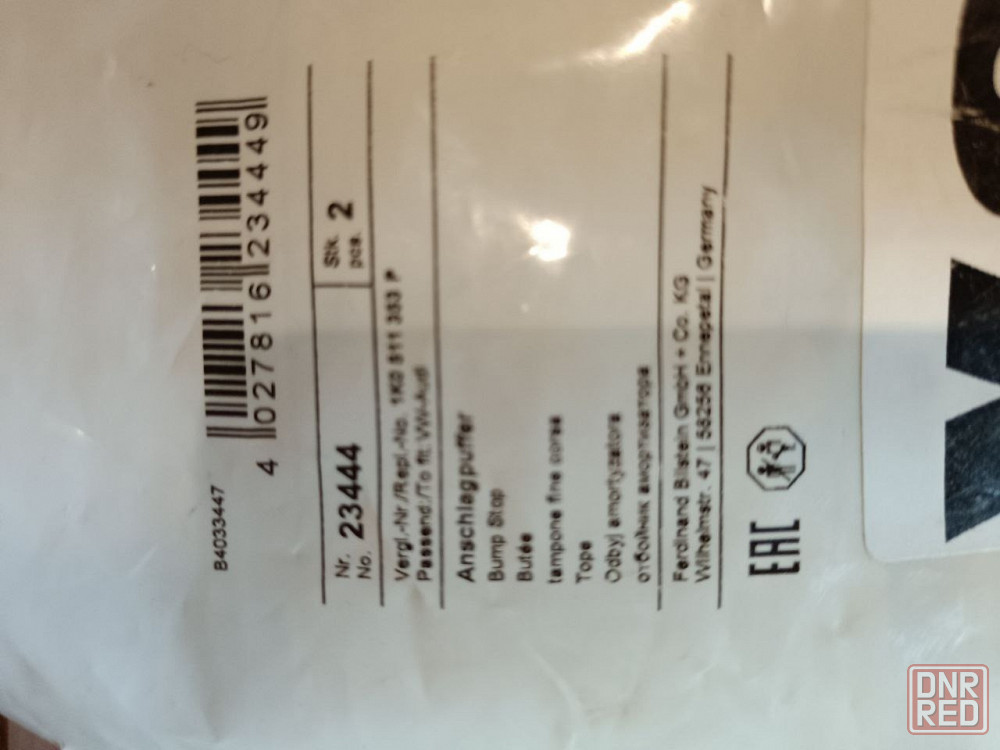 B4033447
4 027816 234449
Nr. No. 23444
Stk. pcs. 2
Vergl.-Nr./Repl.-No. 1K0 511 353 P
Passend:/To fit: VW-Audi
Anschlagpuffer
Bump Stop
Butée
tampone fine corsa
Tope
Odbyj amortyzatora
отбойник амортизатора
Ferdinand Bilstein GmbH + Co. KG
Wilhelmstr. 47 | 58256 Ennepetal | Germany
EAC
DNR
RED